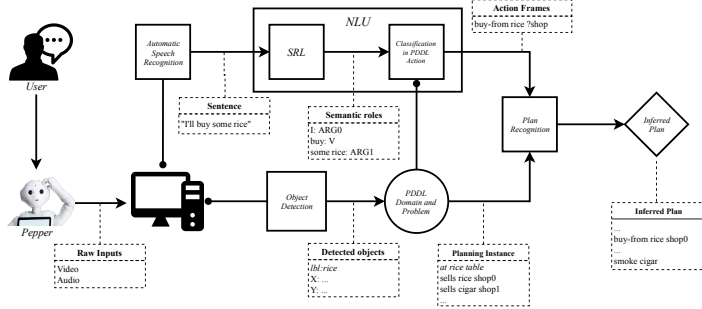 Action Frames
buy-from rice ?shop
NLU
Automatic
Speech
Recognition
SRL
Classification
in PDDL
Action
User
Sentence
"I'll buy some rice"
Semantic roles
I: ARG0
buy: V
some rice: ARG1
Plan
Recognition
Inferred
Plan
Pepper
Object
Detection
PDDL
Domain and
Problem
Raw Inputs
Video
Audio
Detected objects
lbl:rice
X: ...
Y: ...
Planning Instance
at rice table
sells rice shop0
sells cigar shop1
...
Inferred Plan
...
buy-from rice shop0
...
smoke cigar